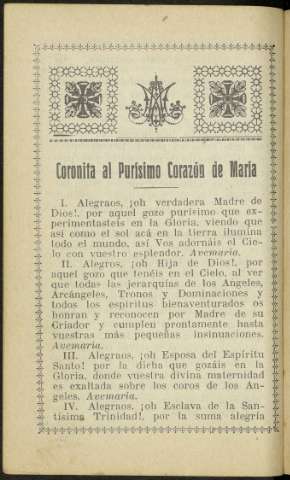 Coronita al Purísimo Corazón de María
I. Alegraos, ¡oh verdadera Madre de
Dios!, por aquel gozo purísimo que ex-
perimentasteis en la Gloria, viendo que
así como el sol acá en la tierra ilumina
todo el mundo, así Vos adornáis el Cie-
lo con vuestro esplendor. Avemaría.
II. Alegraos, ¡oh Hija de Dios!, por
aquel gozo que tenéis en el Cielo, al ver
que todas las jerarquías de los Angeles,
Arcángeles, Tronos y Dominaciones y
todos los espíritus bienaventurados os
honran y reconocen por Madre de su
Criador y cumplen prontamente hasta
vuestras más pequeñas insinuaciones.
Avemaría.
III. Alegraos, ¡oh Esposa del Espíritu
Santo! por la dicha que gozáis en la
Gloria, donde vuestra divina maternidad
es exaltada sobre los coros de los An-
geles. Avemaría.
IV. Alegraos, ¡oh Esclava de la San-
tísima Trinidad!, por la suma alegría